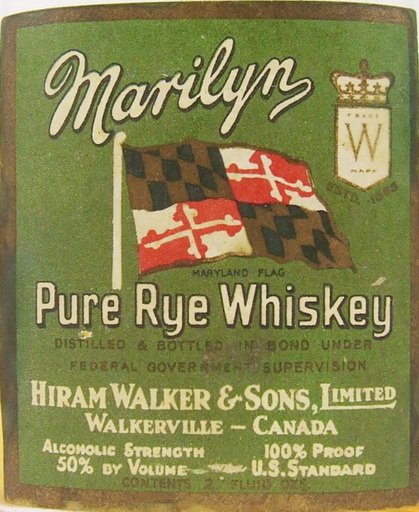 Marilyn
TRADE
W
MARK
ESTD. 1858
MARYLAND FLAG
Pure Rye Whiskey
DISTILLED & BOTTLED IN BOND UNDER
FEDERAL GOVERNMENT SUPERVISION
HIRAM WALKER & SONS, LIMITED
WALKERVILLE – CANADA
ALCOHOLIC STRENGTH 100% PROOF
50% BY VOLUME U.S. STANDARD
CONTENTS 2 FLUID OZS.